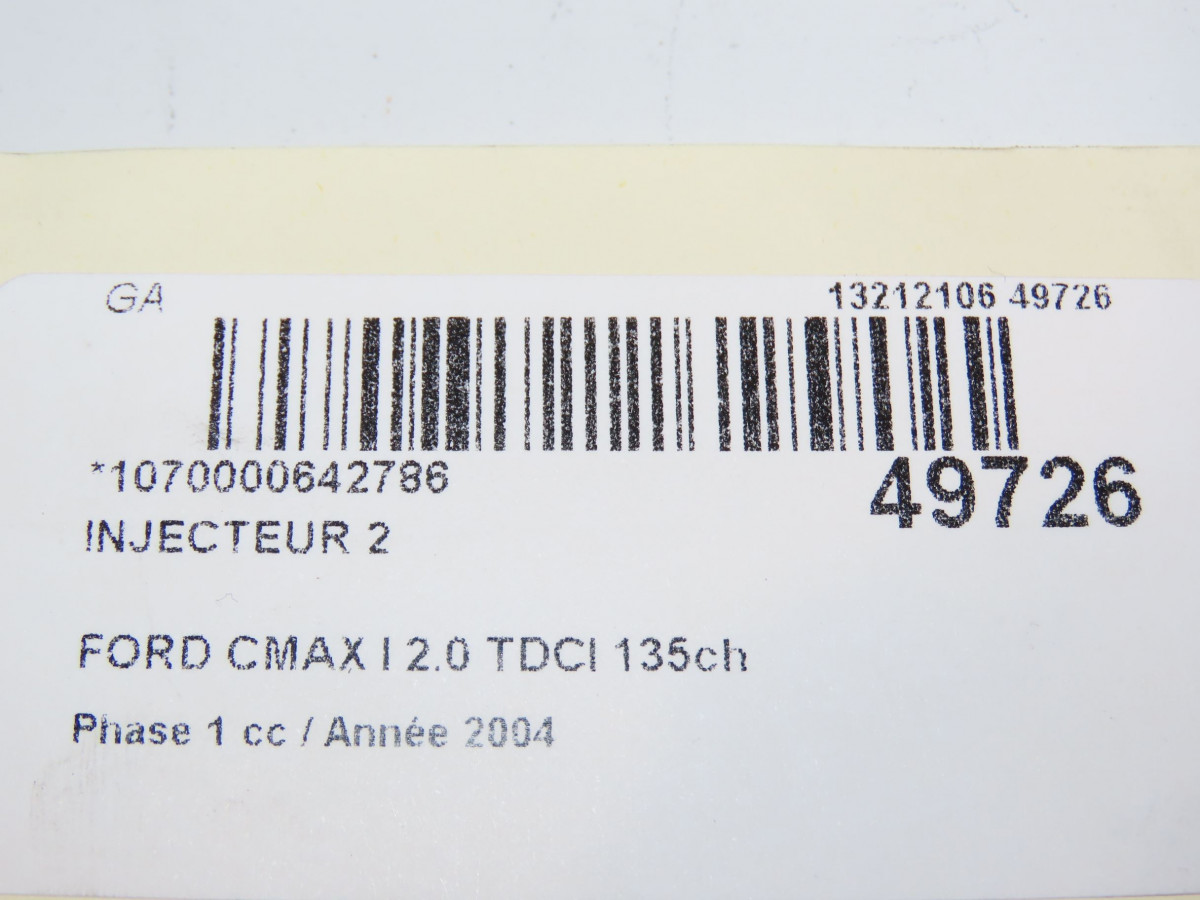 GA 13212106 49726
*1070000642786 49726
INJECTEUR 2
FORD CMAX I 2.0 TDCI 135ch
Phase 1 cc / Année 2004